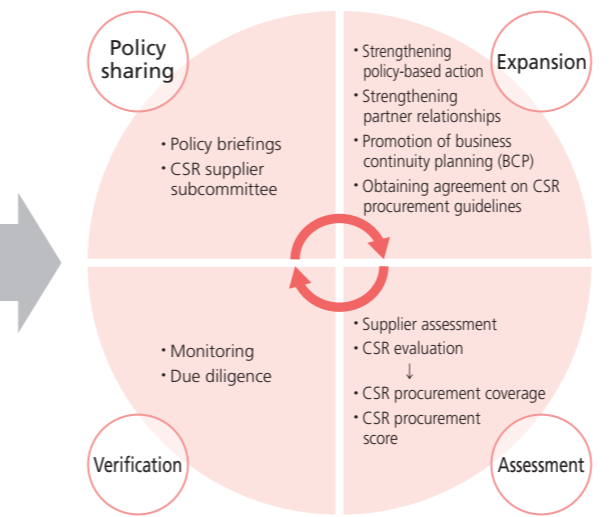 Policy
sharing
• Policy briefings
• CSR supplier
subcommittee
Expansion
• Strengthening
policy-based action
• Strengthening
partner relationships
• Promotion of business
continuity planning (BCP)
• Obtaining agreement on CSR
procurement guidelines
• Monitoring
• Due diligence
Verification
• Supplier assessment
• CSR evaluation
↓
• CSR procurement coverage
• CSR procurement
score
Assessment